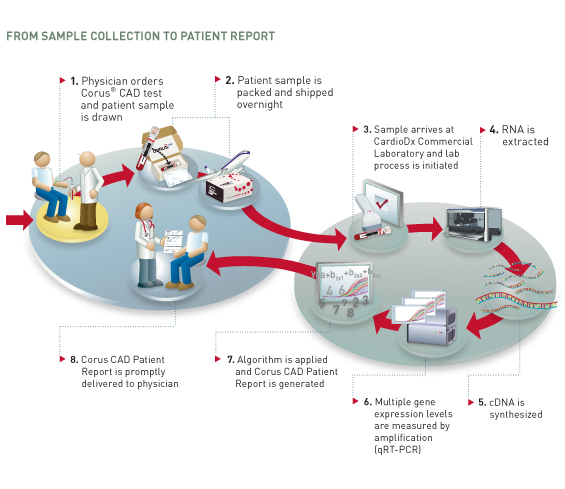 FROM SAMPLE COLLECTION TO PATIENT REPORT
1. Physician orders
Corus® CAD test
and patient sample
is drawn
2. Patient sample is
packed and shipped
overnight
3. Sample arrives at
CardioDx Commercial
Laboratory and lab
process is initiated
4. RNA is
extracted
8. Corus CAD Patient
Report is promptly
delivered to physician
7. Algorithm is applied
and Corus CAD Patient
Report is generated
6. Multiple gene
expression levels
are measured by
amplification
(qRT-PCR)
5. cDNA is
synthesized